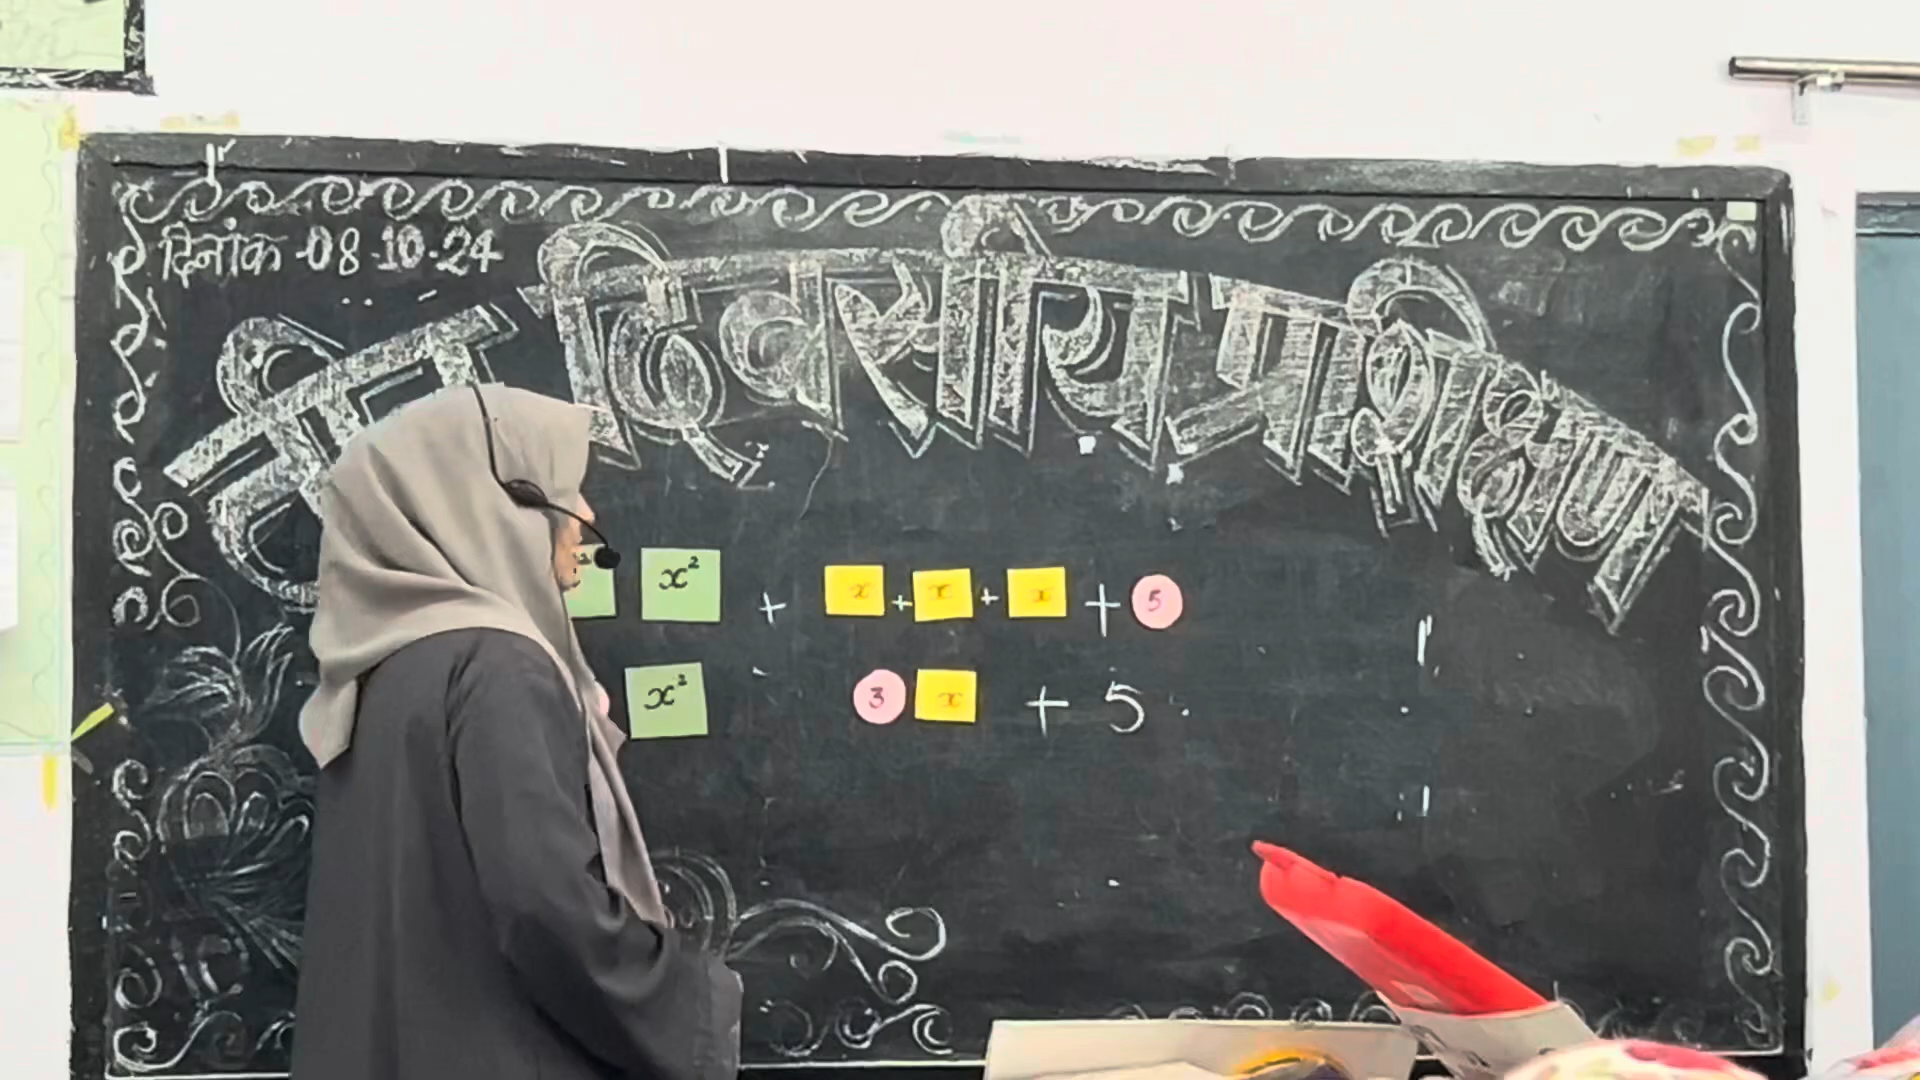 दिनांक -08.10.24
तीन दिवसीय प्रशिक्षण
x² + x + x + x + 5
x² 3 x + 5